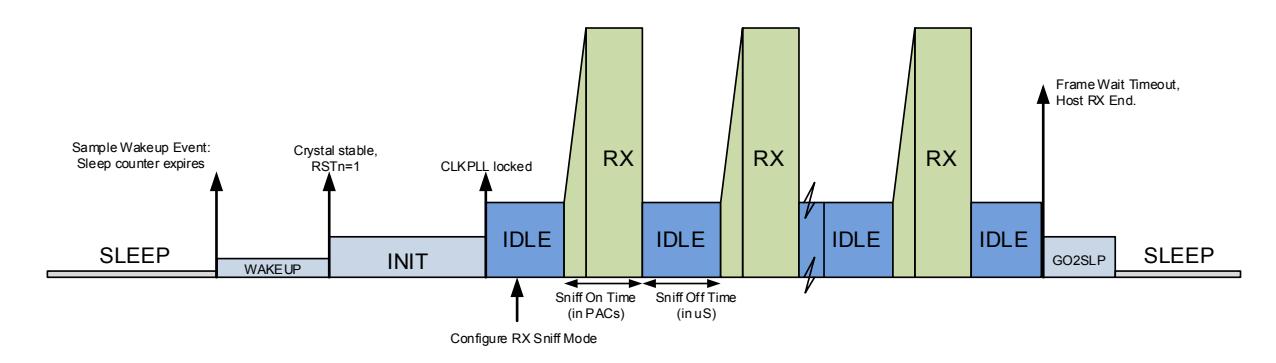 Frame Wait Timeout,
Host RX End.
Sample Wakeup Event:
Sleep counter expires
Crystal stable,
RSTn=1
CLKPLL locked
RX
RX
RX
SLEEP
WAKEUP
INIT
IDLE
IDLE
IDLE
IDLE
GO2SLP
SLEEP
Sniff On Time
(in PACs)
Sniff Off Time
(in uS)
Configure RX Sniff Mode